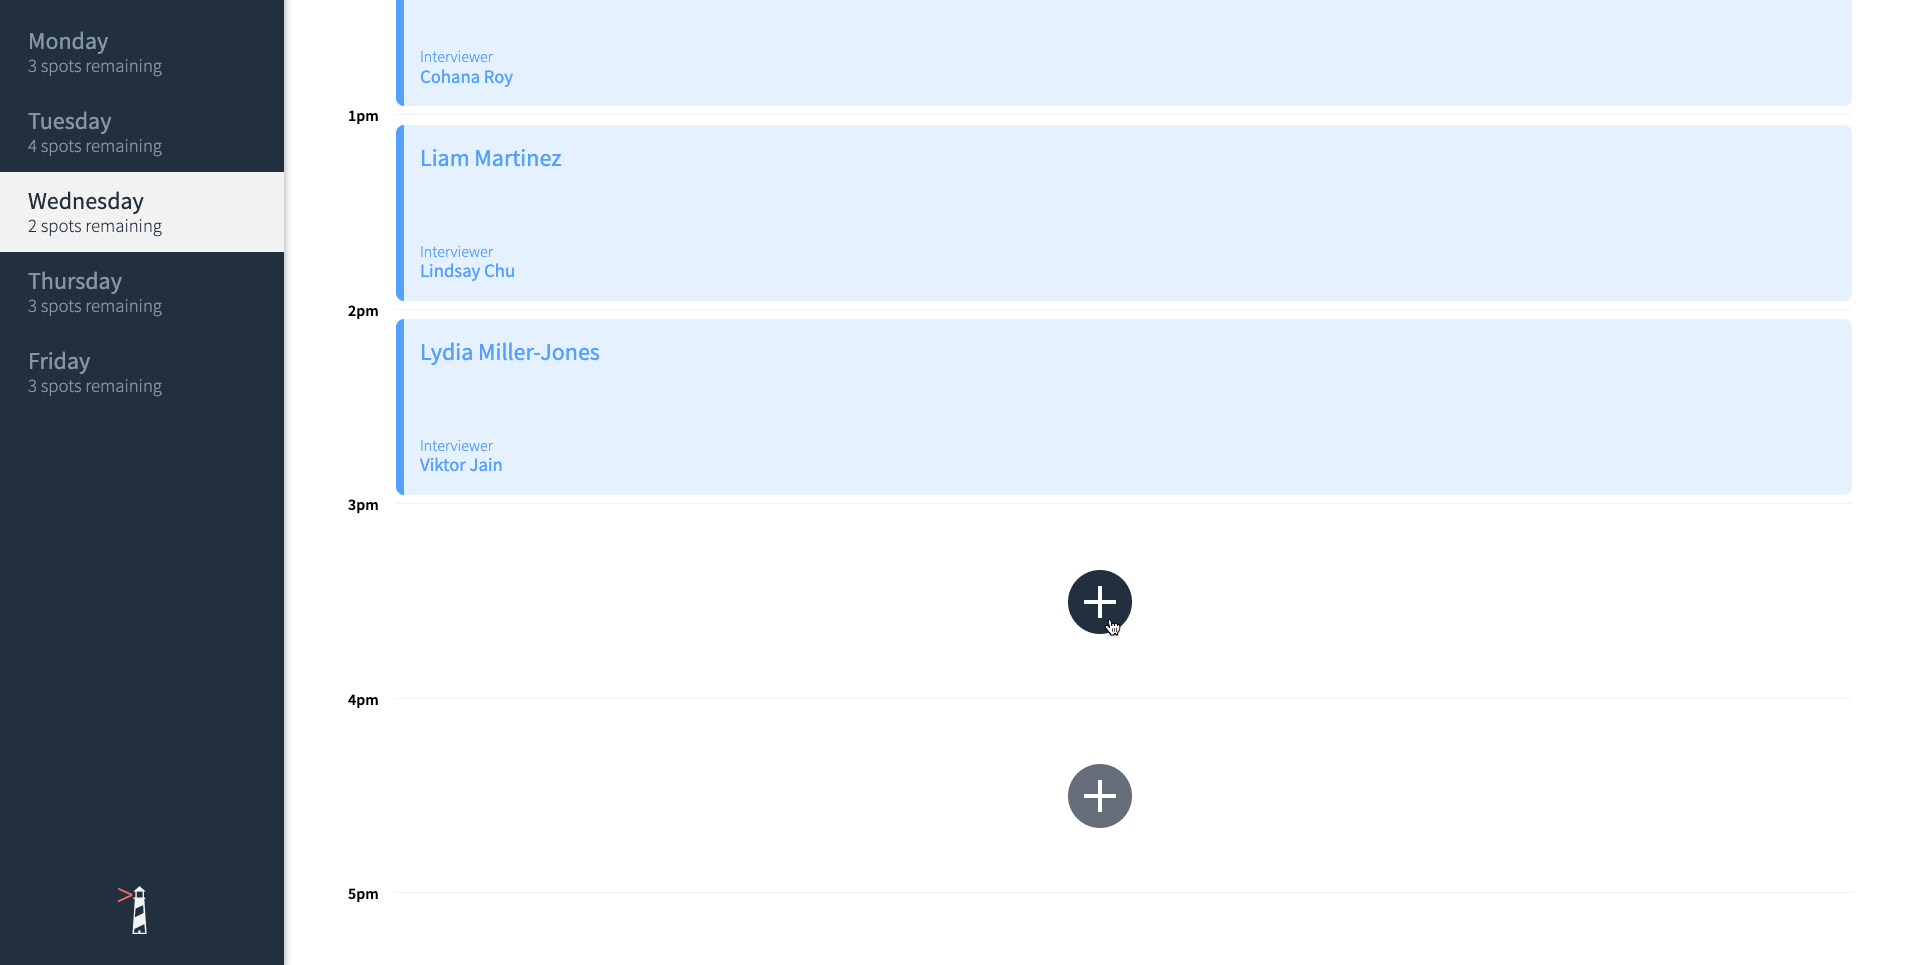 Monday
3 spots remaining
Tuesday
4 spots remaining
Wednesday
2 spots remaining
Thursday
3 spots remaining
Friday
3 spots remaining
Interviewer
Cohana Roy
1pm
Liam Martinez
Interviewer
Lindsay Chu
2pm
Lydia Miller-Jones
Interviewer
Viktor Jain
3pm
4pm
5pm